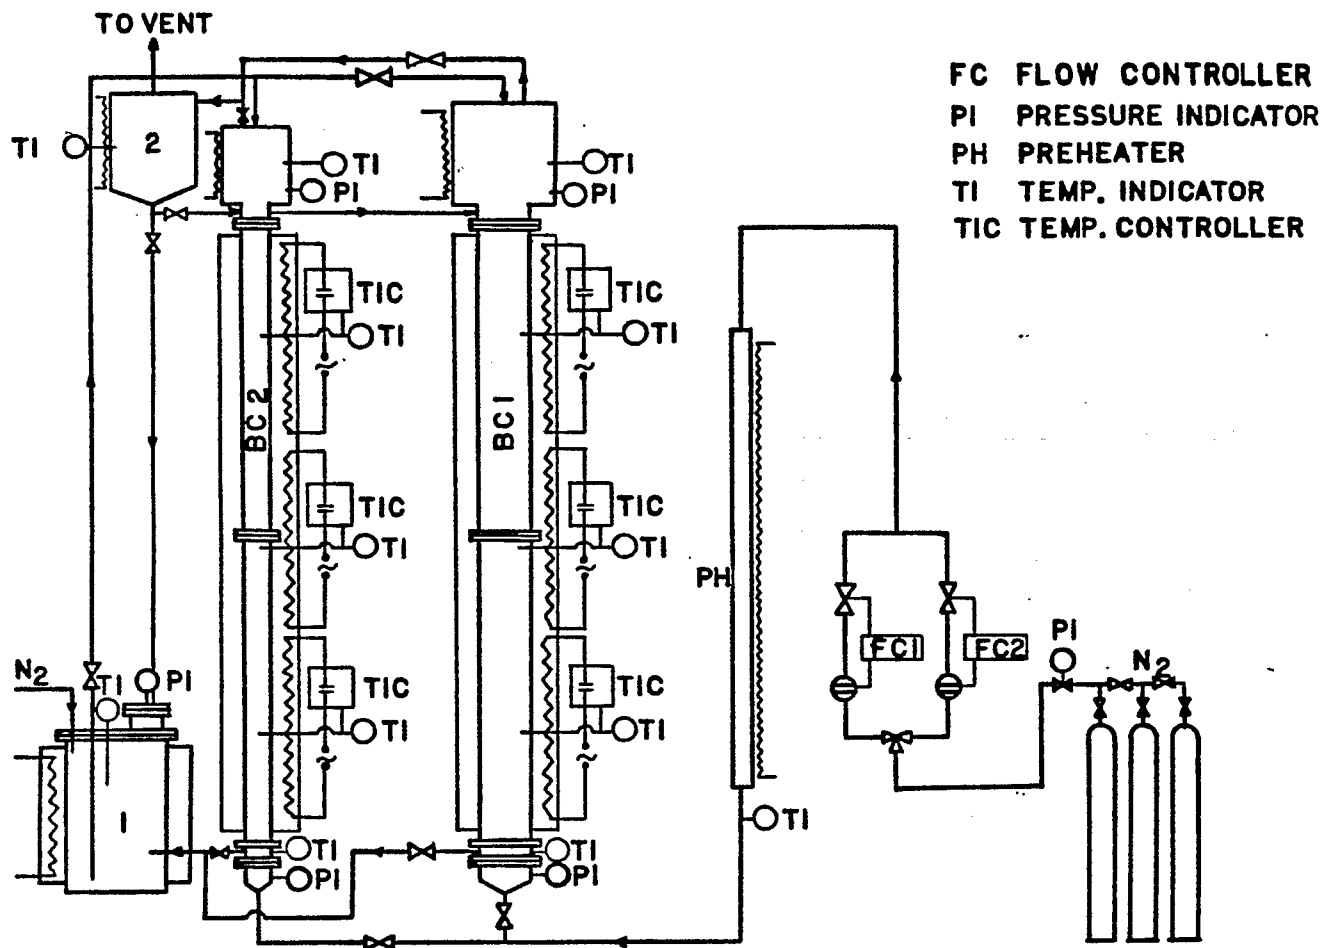 TO VENT
FC FLOW CONTROLLER
PI PRESSURE INDICATOR
PH PREHEATER
TI TEMP. INDICATOR
TIC TEMP. CONTROLLER
TI
2
TI
PI
TI
PI
TIC
TI
TIC
TI
BC 2
BC 1
TIC
TI
TIC
TI
PH
FC1
FC2
PI
N2
N2
TI
PI
TIC
TI
TIC
TI
1
TI
TI
PI
TI
PI